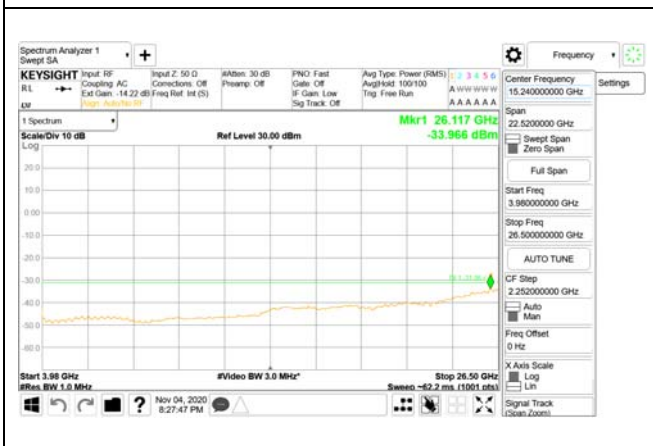 Spectrum Analyzer 1
Swept SA
+
Frequency
KEYSIGHT
RL
Input: RF
Coupling: AC
Ext Gain: -14.22 dB
Align: Auto/No RF
Input Z: 50 Ω
Corrections: Off
Freq Ref: Int (S)
#Atten: 30 dB
Preamp: Off
PNO: Fast
Gate: Off
IF Gain: Low
Sig Track: Off
Avg Type: Power (RMS)
Avg|Hold: 100/100
Trig: Free Run
1 2 3 4 5 6
A WW WW W
A A A A A A
1 Spectrum
Scale/Div 10 dB
Log
Ref Level 30.00 dBm
Mkr1 26.117 GHz
-33.966 dBm
20.0
10.0
0.00
-10.0
-20.0
-30.0
-40.0
-50.0
-60.0
Start 3.98 GHz
#Res BW 1.0 MHz
#Video BW 3.0 MHz*
Stop 26.50 GHz
Sweep ~62.2 ms (1001 pts)
?
Nov 04, 2020
8:27:47 PM
Center Frequency
15.240000000 GHz
Settings
Span
22.5200000 GHz
Swept Span
Zero Span
Full Span
Start Freq
3.980000000 GHz
Stop Freq
26.500000000 GHz
AUTO TUNE
CF Step
2.252000000 GHz
Auto
Man
Freq Offset
0 Hz
X Axis Scale
Log
Lin
Signal Track
(Span Zoom)